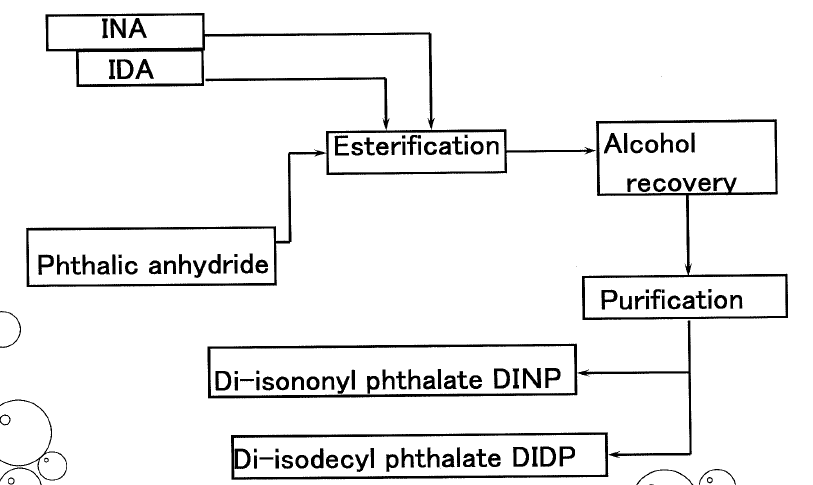 INA
IDA
Esterification
Alcohol
recovery
Phthalic anhydride
Purification
Di-isononyl phthalate DINP
Di-isodecyl phthalate DIDP